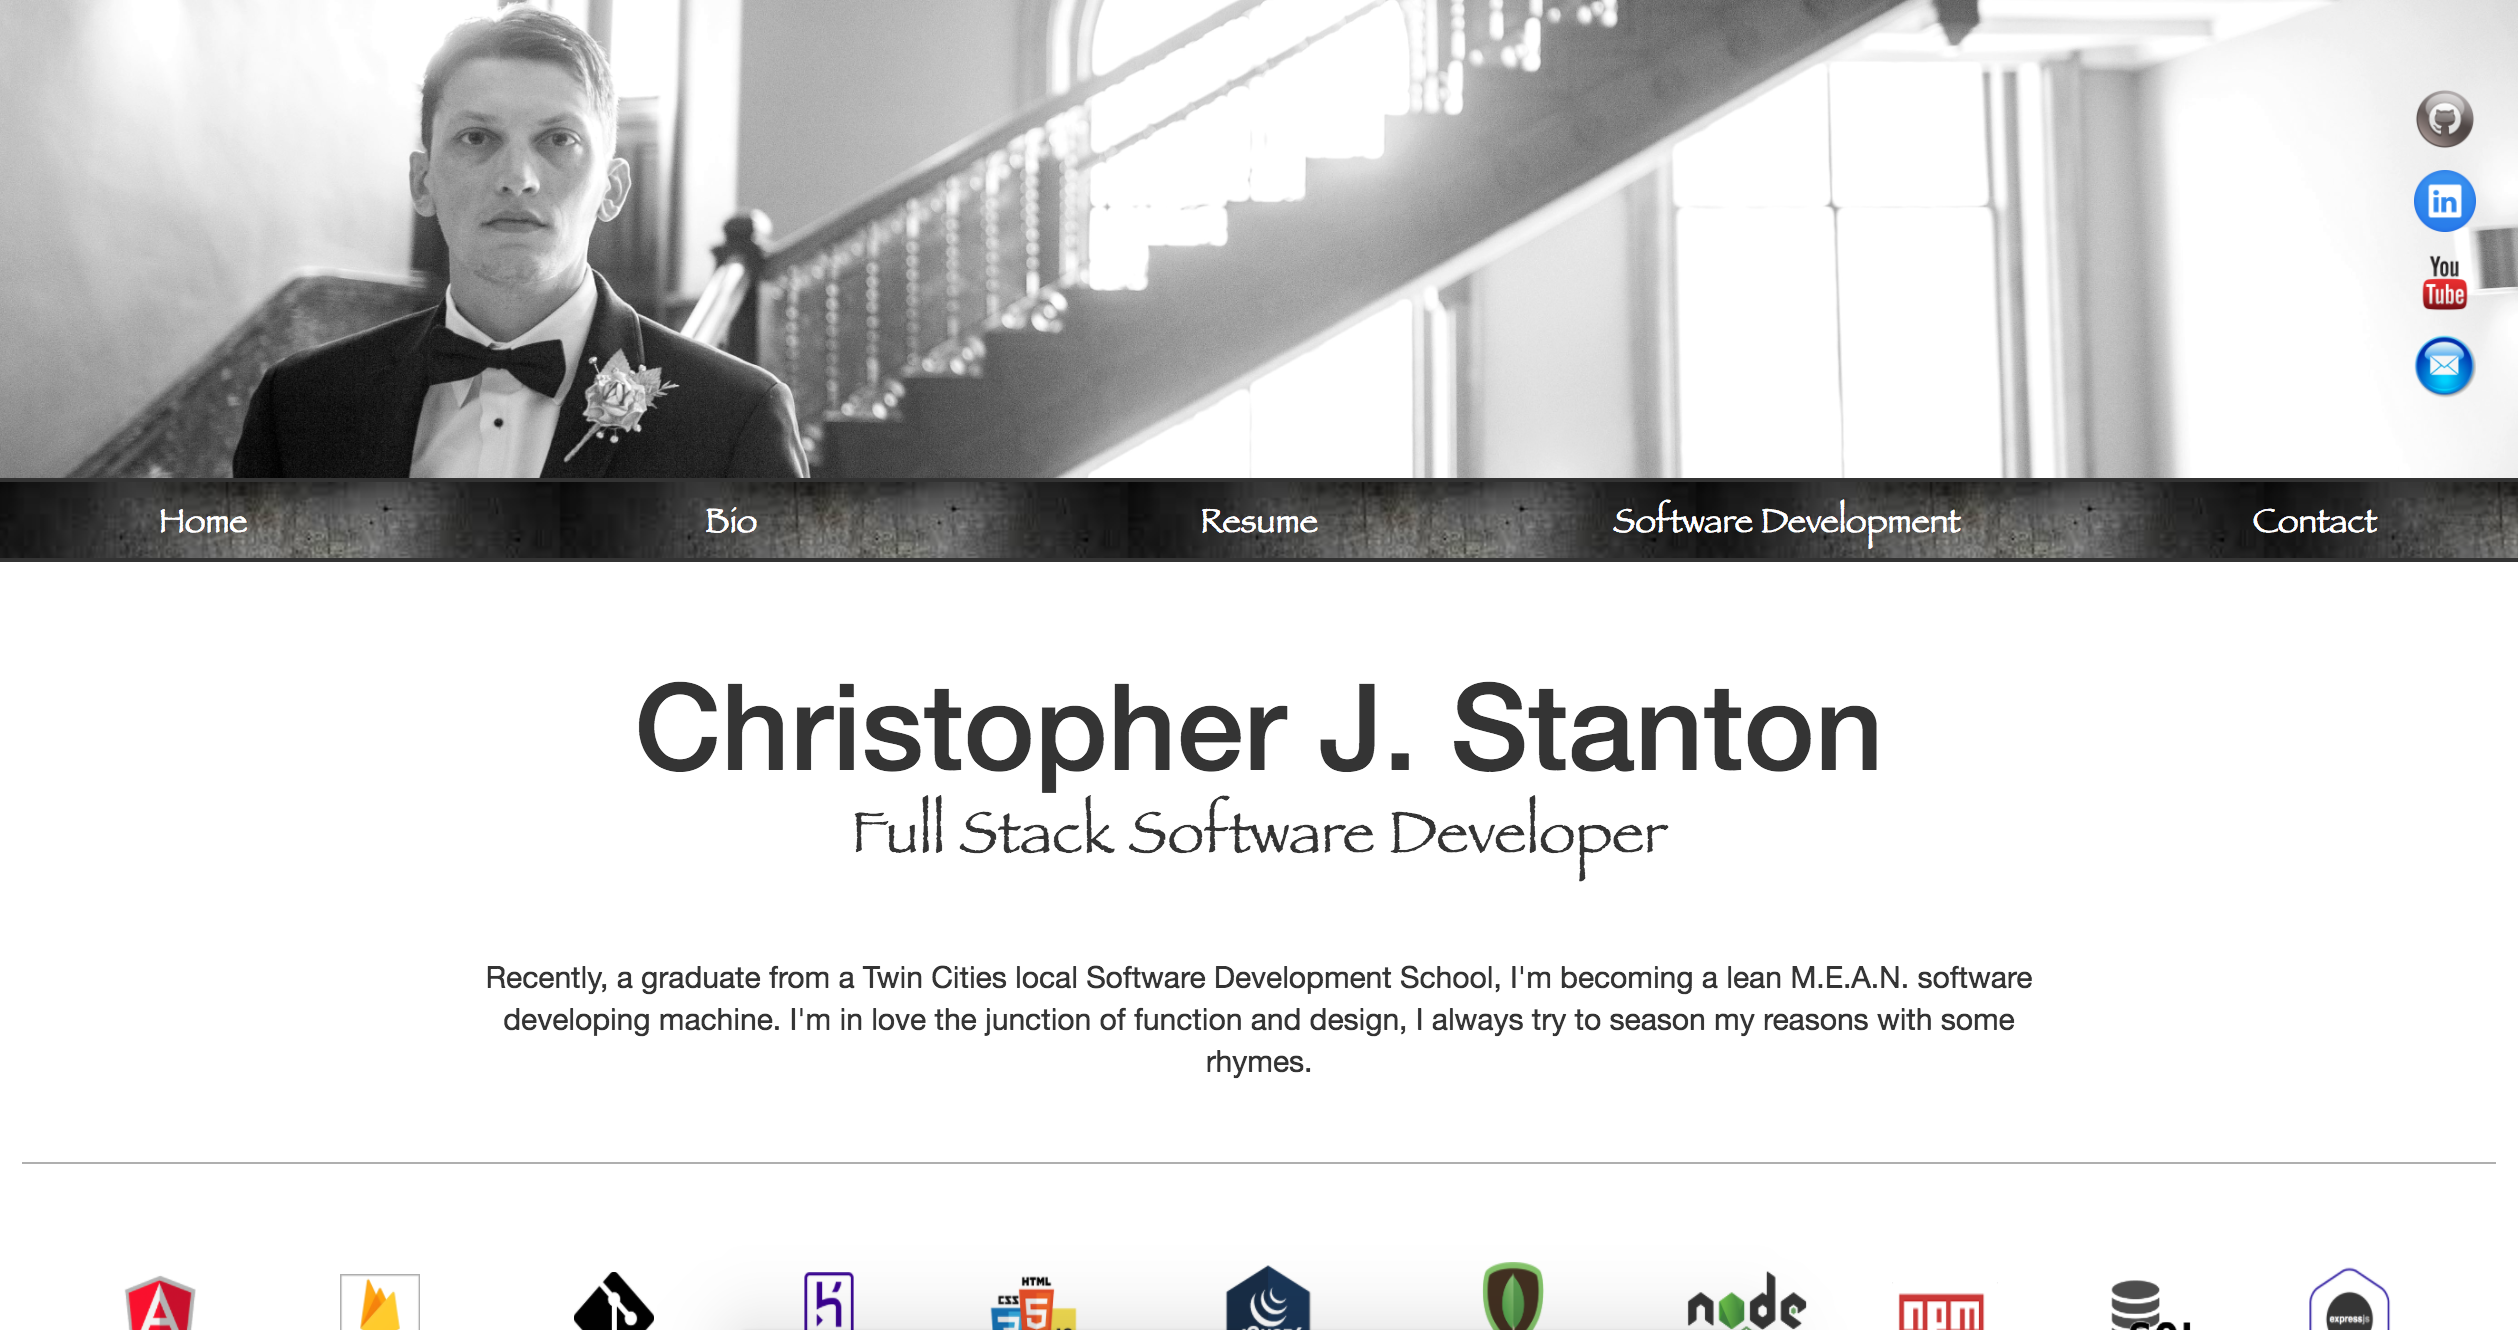 in
You
Tube
Home Bio Resume Software Development Contact
Christopher J. Stanton
Full Stack Software Developer
Recently, a graduate from a Twin Cities local Software Development School, I'm becoming a lean M.E.A.N. software
developing machine. I'm in love the junction of function and design, I always try to season my reasons with some
rhymes.
HTML
CSS 5
node
npm
expressjs